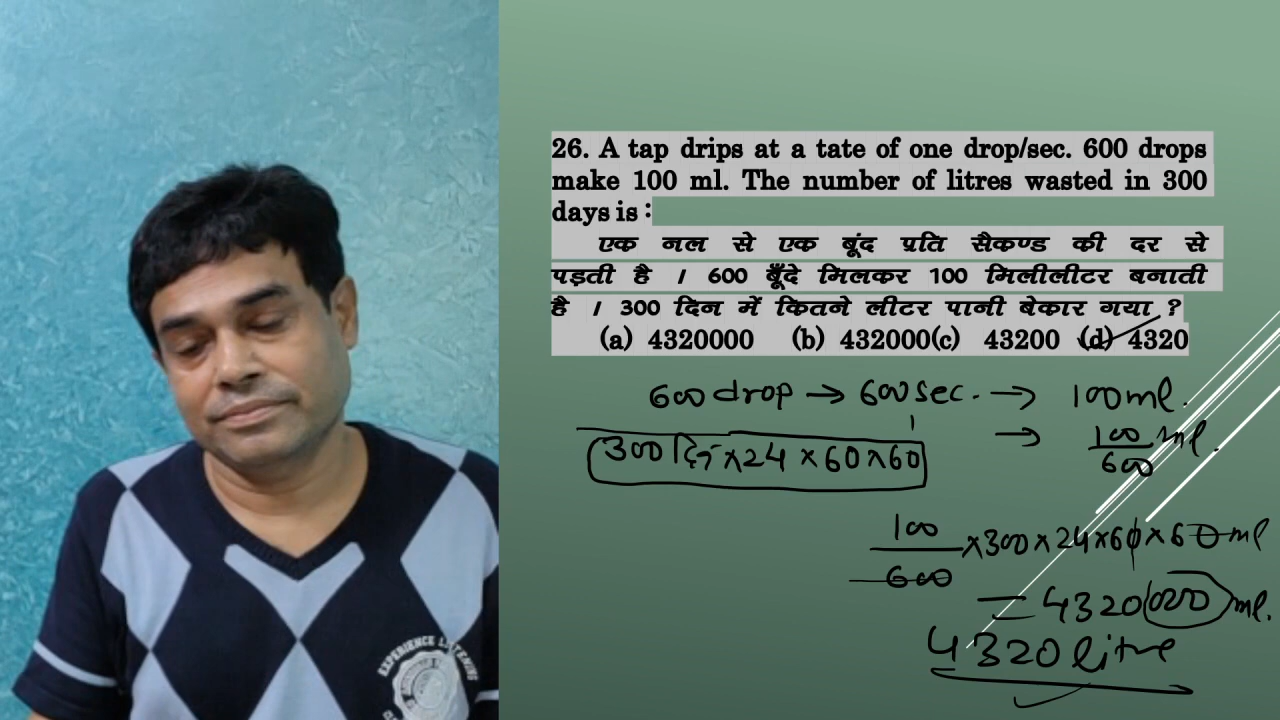 26. A tap drips at a tate of one drop/sec. 600 drops
make 100 ml. The number of litres wasted in 300
days is :
एक नल से एक बूंद प्रति सैकण्ड की दर से
पड़ती है । 600 बूँदे मिलकर 100 मिलीलीटर बनाती
है । 300 दिन में कितने लीटर पानी बेकार गया ?
(a) 4320000 (b) 432000(c) 43200 (d) 4320
600 drop → 600 sec. → 100 ml.
1 → 100/600 ml.
300 दिन × 24 × 60 × 60
100/600 × 300 × 24 × 60 × 60 ml
= 4320000 ml.
4320 litre
EXPERIENCE LISTENING